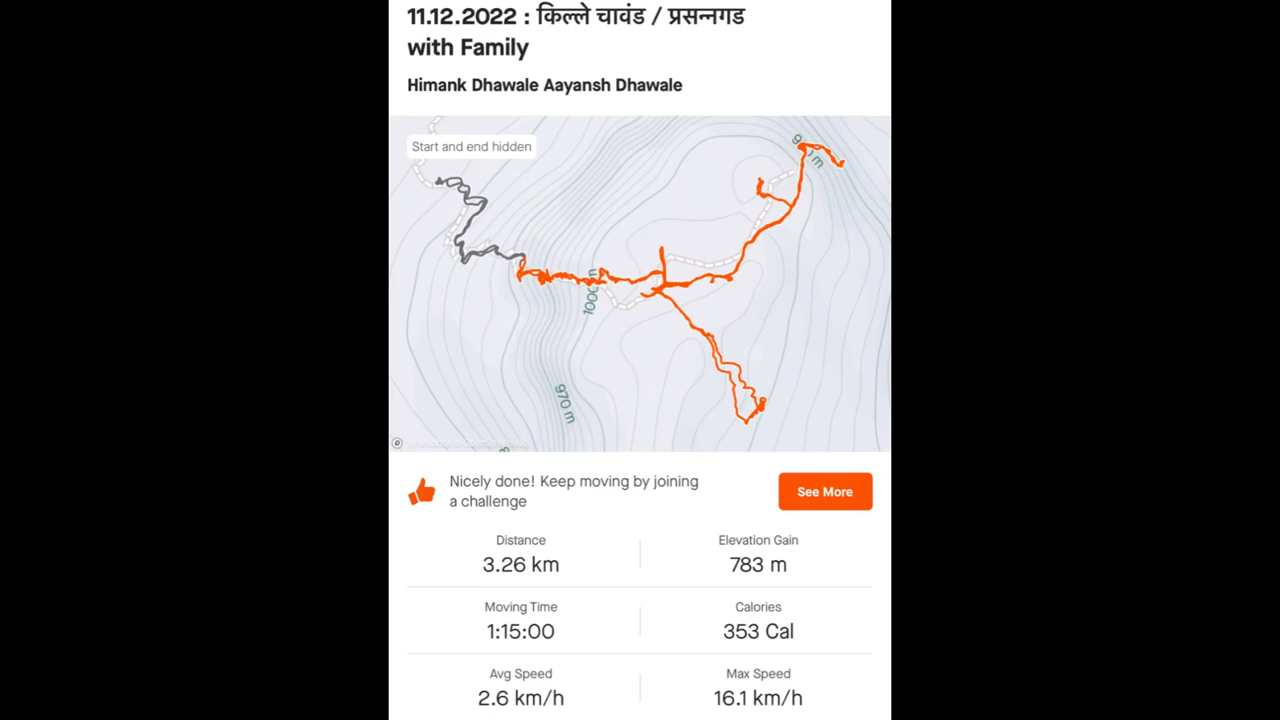 11.12.2022 : किल्ले चावंड / प्रसन्नगड
with Family
Himank Dhawale Aayansh Dhawale
Start and end hidden
970 m
Nicely done! Keep moving by joining
a challenge
See More
Distance
Elevation Gain
3.26 km
783 m
Moving Time
Calories
1:15:00
353 Cal
Avg Speed
Max Speed
2.6 km/h
16.1 km/h